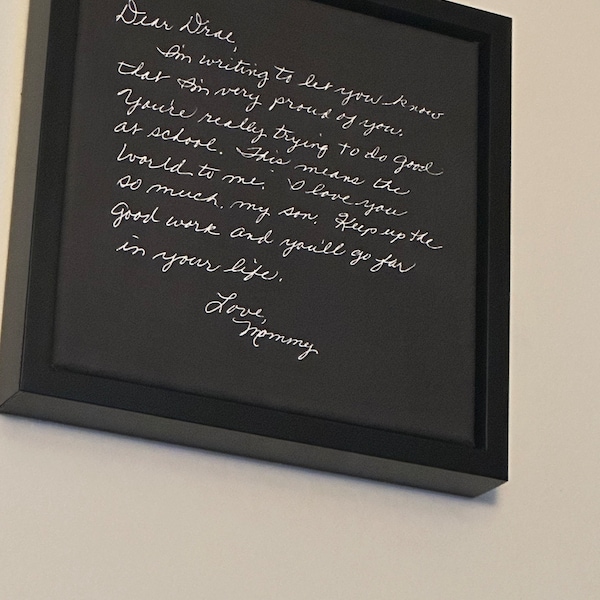 Dear Drae,
I'm writing to let you know
that I'm very proud of you.
You're really trying to do good
at school. This means the
world to me. I love you
so much, my son. Keep up the
good work and you'll go far
in your life.
Love,
Mommy